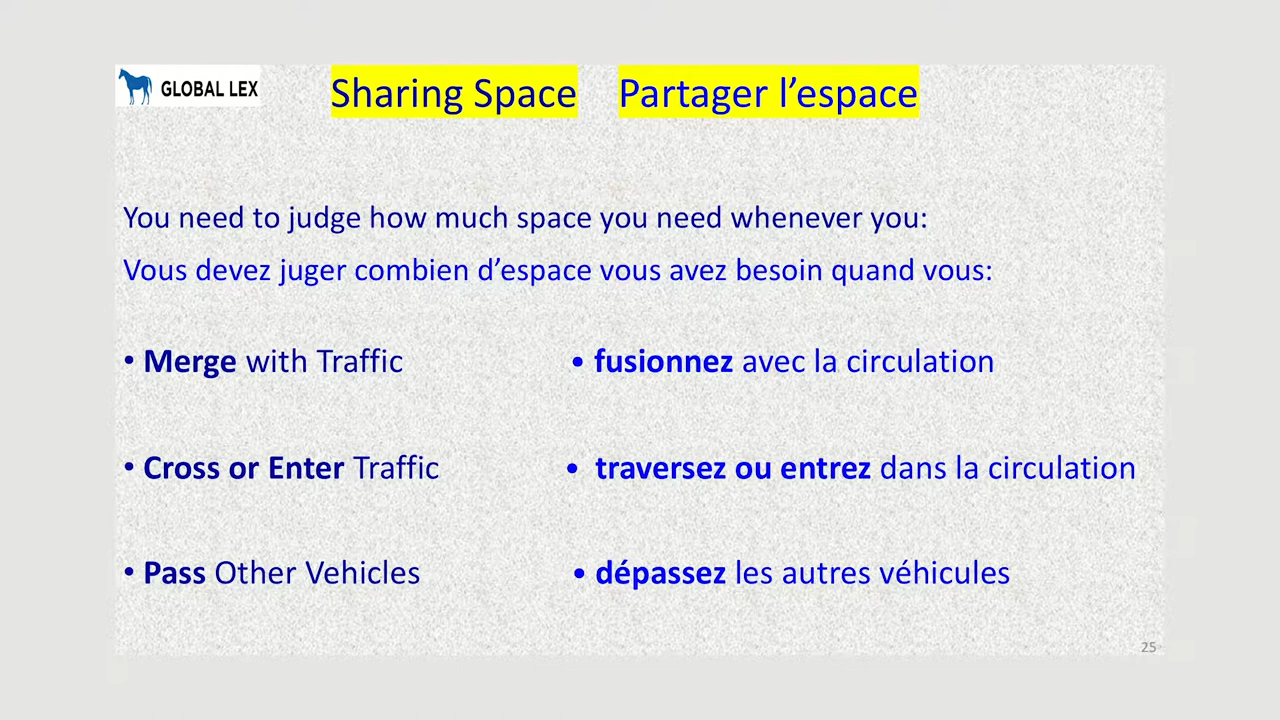 GLOBAL LEX
Sharing Space Partager l’espace
You need to judge how much space you need whenever you:
Vous devez juger combien d’espace vous avez besoin quand vous:
• Merge with Traffic • fusionnez avec la circulation
• Cross or Enter Traffic • traversez ou entrez dans la circulation
• Pass Other Vehicles • dépassez les autres véhicules
25